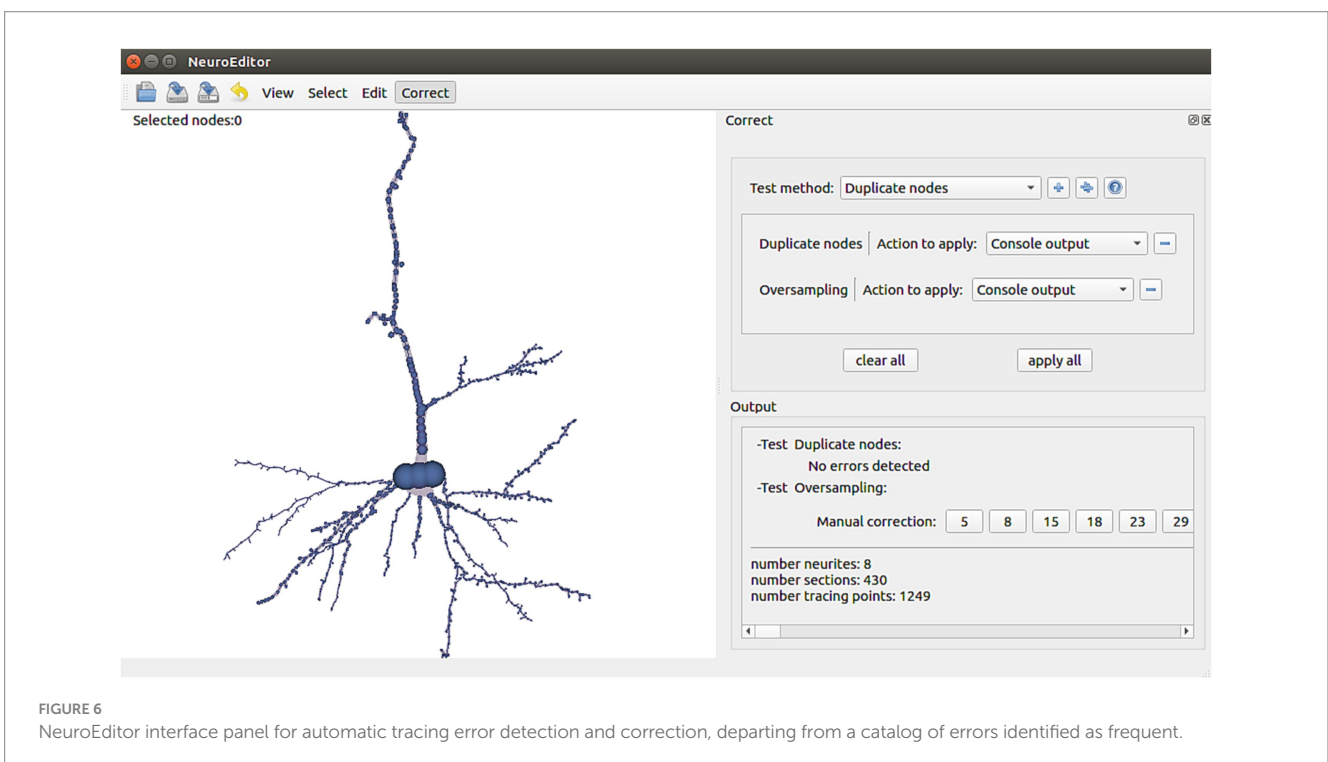 NeuroEditor
View Select Edit Correct
Selected nodes:0
Correct
Test method: Duplicate nodes
Duplicate nodes Action to apply: Console output
Oversampling Action to apply: Console output
clear all apply all
Output
-Test Duplicate nodes:
No errors detected
-Test Oversampling:
Manual correction: 5 8 15 18 23 29
number neurites: 8
number sections: 430
number tracing points: 1249
FIGURE 6
NeuroEditor interface panel for automatic tracing error detection and correction, departing from a catalog of errors identified as frequent.